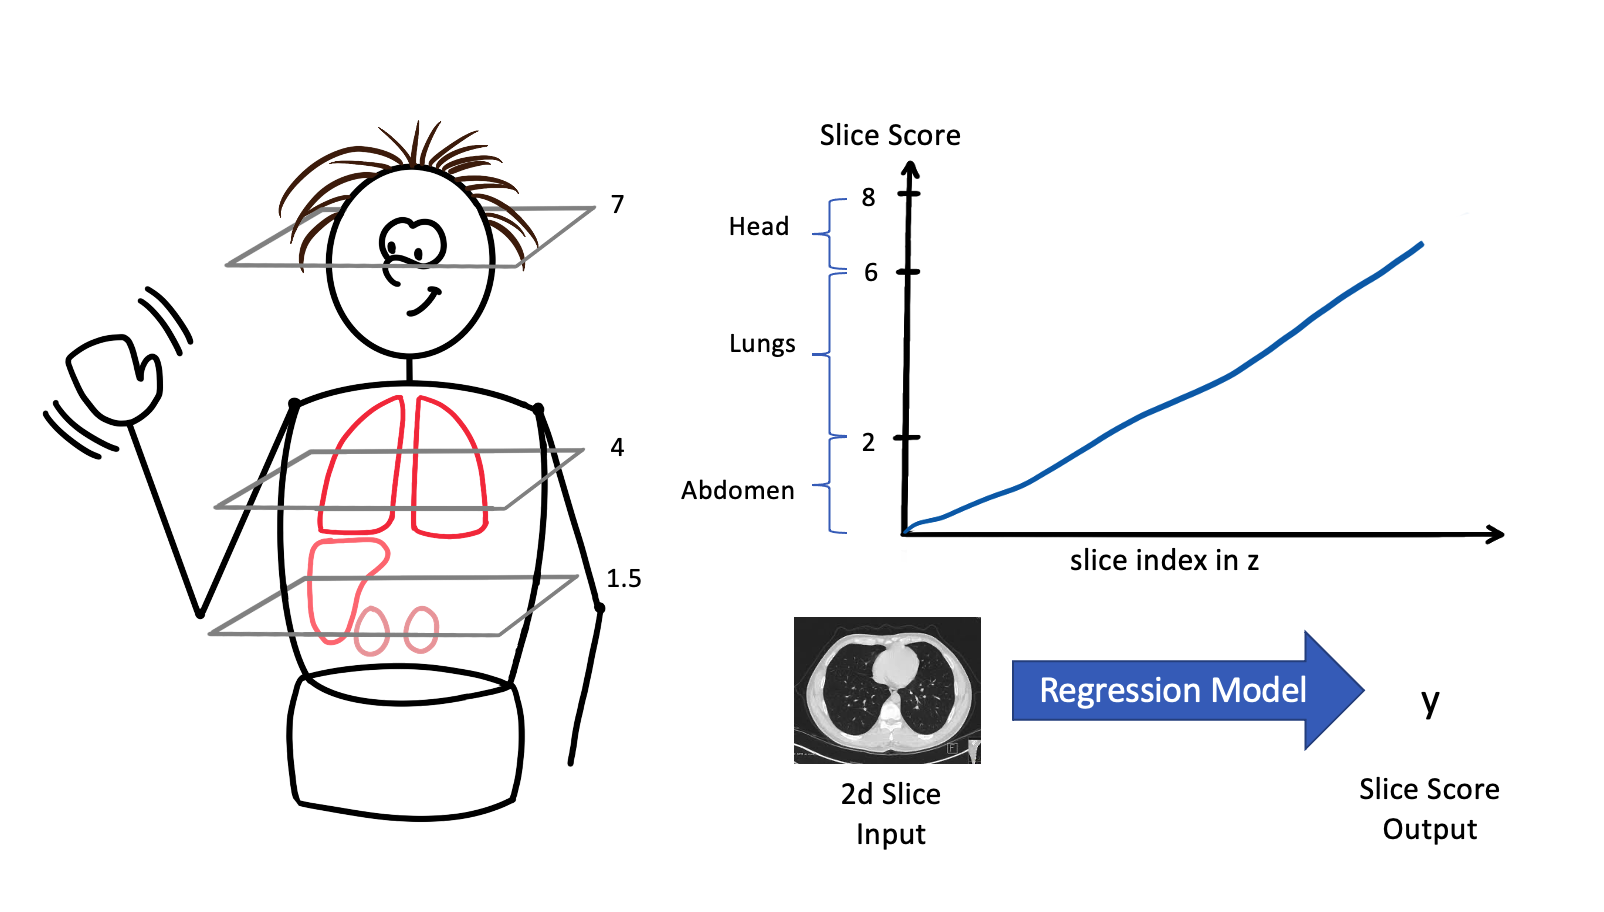 7
4
1.5
Slice Score
8
Head
6
Lungs
2
Abdomen
slice index in z
F
Regression Model
y
2d Slice
Input
Slice Score
Output